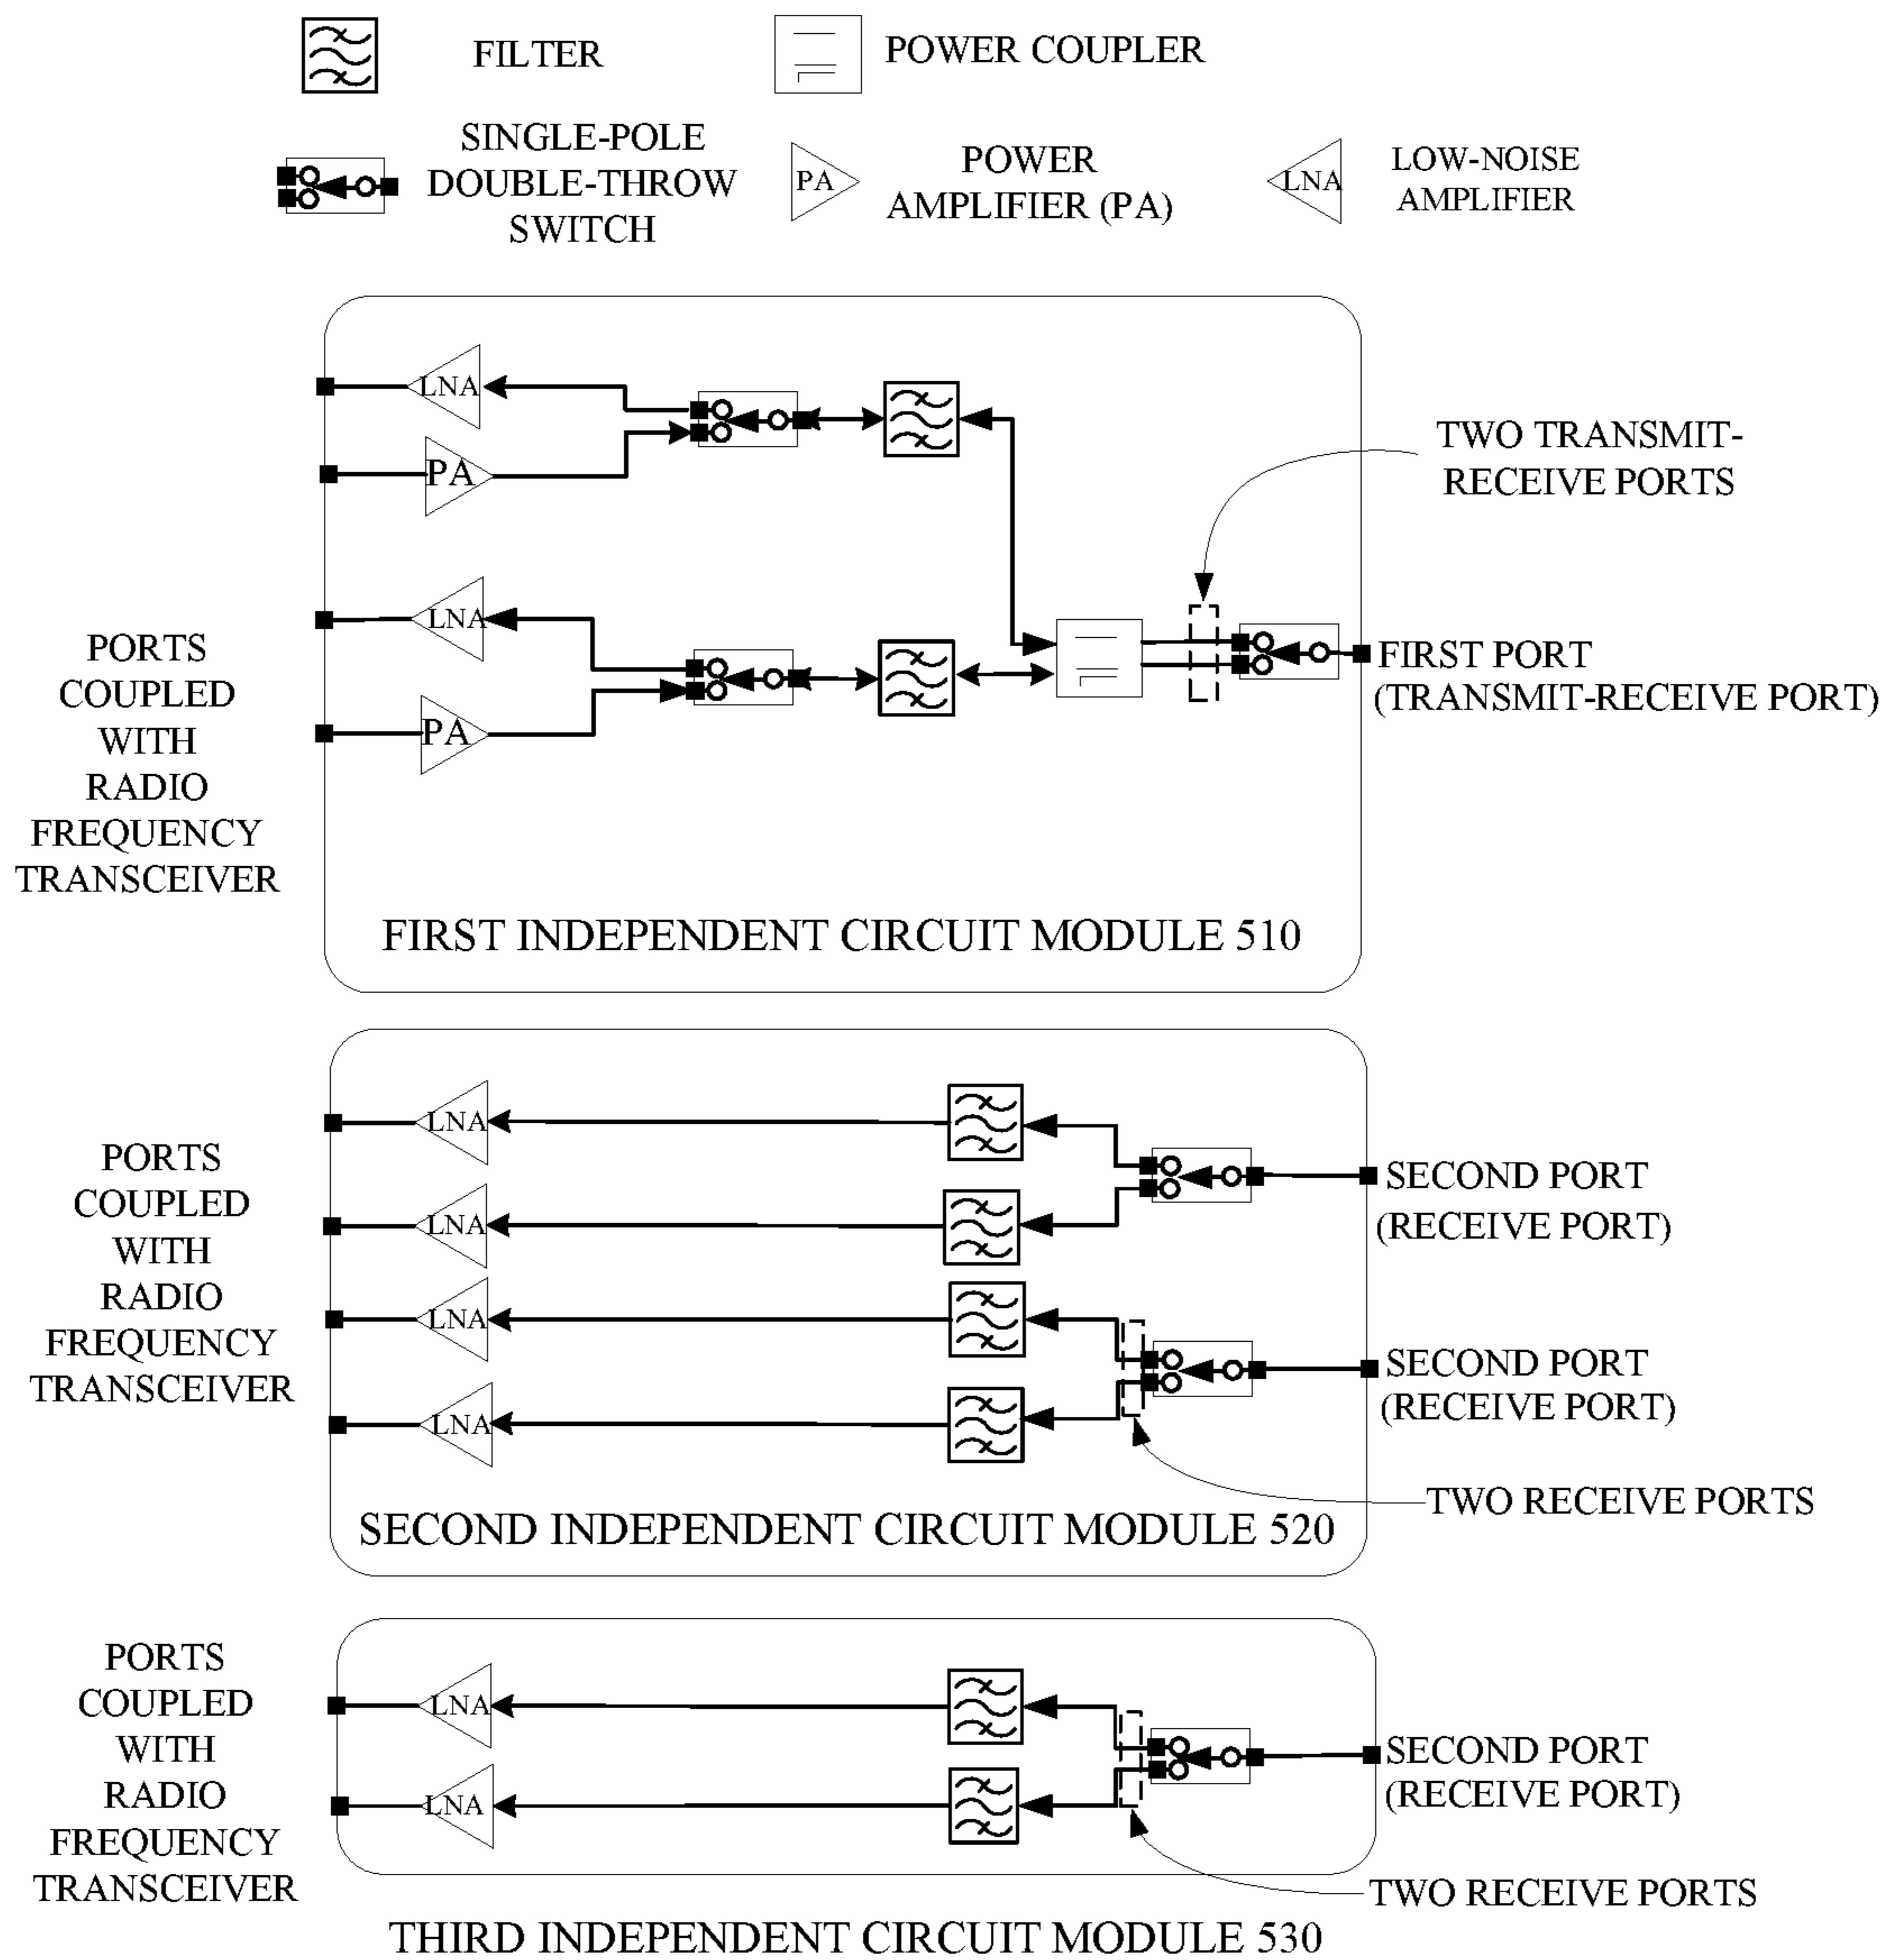 FILTER
POWER COUPLER
SINGLE-POLE
DOUBLE-THROW
SWITCH
PA
POWER
AMPLIFIER (PA)
LNA
LOW-NOISE
AMPLIFIER
LNA
PA
TWO TRANSMIT-
RECEIVE PORTS
LNA
PA
PORTS
COUPLED
WITH
RADIO
FREQUENCY
TRANSCEIVER
FIRST PORT
(TRANSMIT-RECEIVE PORT)
FIRST INDEPENDENT CIRCUIT MODULE 510
LNA
LNA
LNA
LNA
PORTS
COUPLED
WITH
RADIO
FREQUENCY
TRANSCEIVER
SECOND PORT
(RECEIVE PORT)
SECOND PORT
(RECEIVE PORT)
TWO RECEIVE PORTS
SECOND INDEPENDENT CIRCUIT MODULE 520
PORTS
COUPLED
WITH
RADIO
FREQUENCY
TRANSCEIVER
LNA
LNA
SECOND PORT
(RECEIVE PORT)
TWO RECEIVE PORTS
THIRD INDEPENDENT CIRCUIT MODULE 530